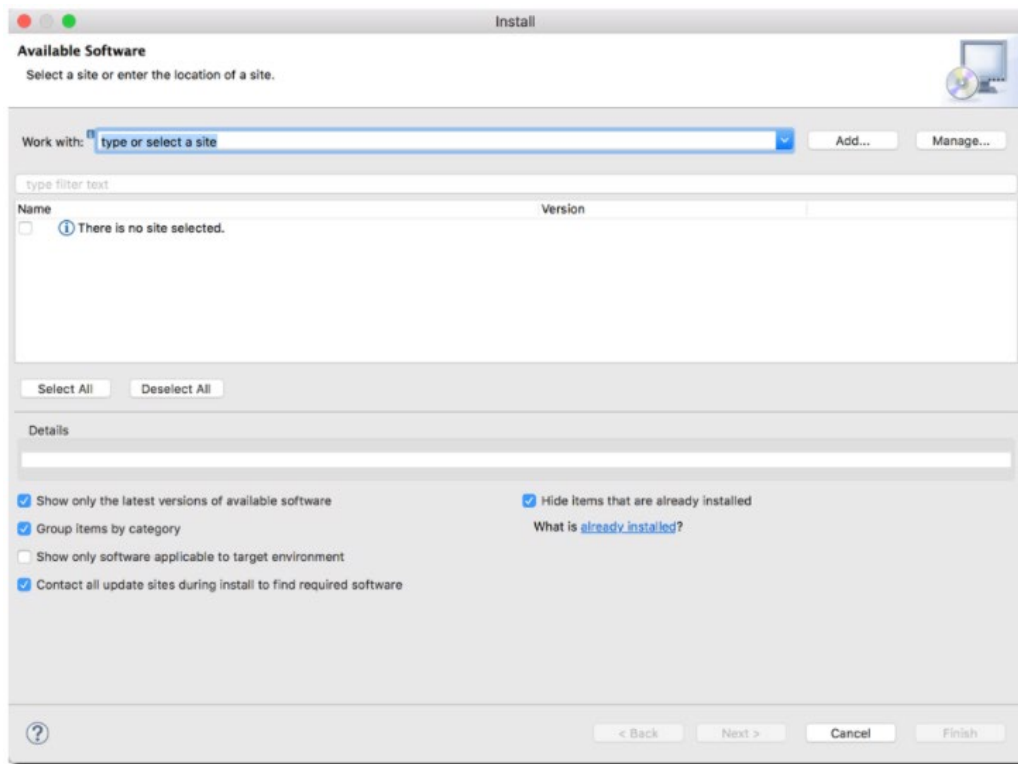 Install
Available Software
Select a site or enter the location of a site.
Work with: type or select a site Add... Manage...
type filter text
Name Version
There is no site selected.
Select All Deselect All
Details
Show only the latest versions of available software Hide items that are already installed
Group items by category What is already installed?
Show only software applicable to target environment
Contact all update sites during install to find required software
? < Back Next > Cancel Finish